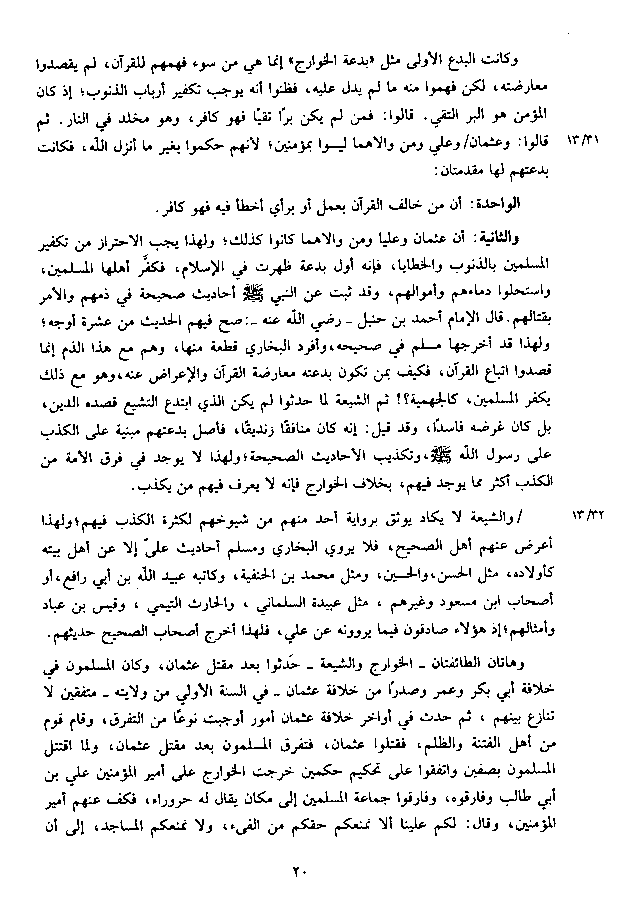 وكانت البدع الأولى مثل «بدعة الخوارج» إنما هي من سوء فهمهم للقرآن، لم يقصدوا
معارضته، لكن فهموا منه ما لم يدل عليه، فظنوا أنه يوجب تكفير أرباب الذنوب؛ إذ كان
المؤمن هو البر التقي. قالوا: فمن لم يكن برًا تقيًا فهو كافر، وهو مخلد في النار. ثم
١٣/٣١ قالوا: وعثمان/وعلي ومن والاهما ليسوا بمؤمنين؛ لأنهم حكموا بغير ما أنزل الله، فكانت
بدعتهم لها مقدمتان:
الواحدة: أن من خالف القرآن بعمل أو برأي أخطأ فيه فهو كافر.
والثانية: أن عثمان وعليا ومن والاهما كانوا كذلك؛ ولهذا يجب الاحتراز من تكفير
المسلمين بالذنوب والخطايا، فإنه أول بدعة ظهرت في الإسلام، فكفَّر أهلها المسلمين،
واستحلوا دماءهم وأموالهم، وقد ثبت عن النبي ﷺ أحاديث صحيحة في ذمهم والأمر
بقتالهم. قال الإمام أحمد بن حنبل ـ رضي الله عنه ـ:صح فيهم الحديث من عشرة أوجه؛
ولهذا قد أخرجها مسلم في صحيحه،وأفرد البخاري قطعة منها، وهم مع هذا الذم إنما
قصدوا اتباع القرآن، فكيف بمن تكون بدعته معارضة القرآن والإعراض عنه،وهو مع ذلك
يكفر المسلمين، كالجهمية؟! ثم الشيعة لما حدثوا لم يكن الذي ابتدع التشيع قصده الدين،
بل كان غرضه فاسدًا، وقد قيل: إنه كان منافقًا زنديقًا، فأصل بدعتهم مبنية على الكذب
على رسول الله ﷺ،وتكذيب الأحاديث الصحيحة؛ولهذا لا يوجد في فرق الأمة من
الكذب أكثر مما يوجد فيهم، بخلاف الخوارج فإنه لا يعرف فيهم من يكذب.
١٣/٣٢ / والشيعة لا يكاد يوثق برواية أحد منهم من شيوخهم لكثرة الكذب فيهم؛ولهذا
أعرض عنهم أهل الصحيح، فلا يروي البخاري ومسلم أحاديث عليّ إلا عن أهل بيته
كأولاده، مثل الحسن،والحسين، ومثل محمد بن الحنفية، وكاتبه عبيد الله بن أبي رافع،أو
أصحاب ابن مسعود وغيرهم ، مثل عبيدة السلماني ، والحارث التيمي ، وقيس بن عباد
وأمثالهم؛إذ هؤلاء صادقون فيما يروونه عن علي، فلهذا أخرج أصحاب الصحيح حديثهم.
وهاتان الطائفتان ـ الخوارج والشيعة ـ حَدثوا بعد مقتل عثمان، وكان المسلمون في
خلافة أبي بكر وعمر وصدرًا من خلافة عثمان ـ في السنة الأولي من ولايته ـ متفقين لا
تنازع بينهم ، ثم حدث في أواخر خلافة عثمان أمور أوجبت نوعًا من التفرق، وقام قوم
من أهل الفتنة والظلم، فقتلوا عثمان، فتفرق المسلمون بعد مقتل عثمان، ولما اقتتل
المسلمون بصفين واتفقوا على تحكيم حكمين خرجت الخوارج على أمير المؤمنين علي بن
أبي طالب وفارقوه، وفارقوا جماعة المسلمين إلى مكان يقال له حروراء، فكف عنهم أمير
المؤمنين، وقال: لكم علينا ألا نمنعكم حقكم من الفىء، ولا نمنعكم المساجد، إلى أن
٢٠